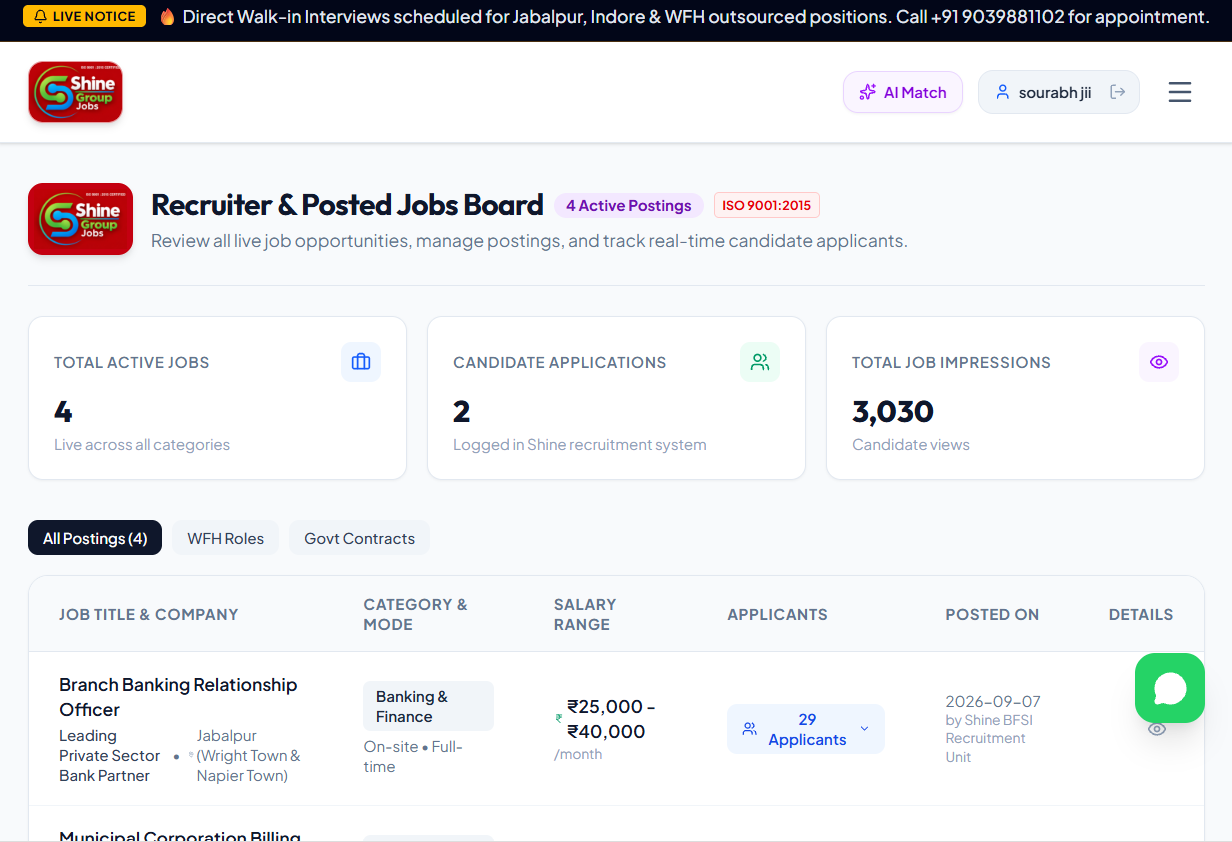 LIVE NOTICE
🔥 Direct Walk-in Interviews scheduled for Jabalpur, Indore & WFH outsourced positions. Call +91 9039881102 for appointment.
Shine
Group
Jobs
AI Match
sourabh jii
Shine
Group
Jobs
Recruiter & Posted Jobs Board
4 Active Postings
ISO 9001:2015
Review all live job opportunities, manage postings, and track real-time candidate applicants.
TOTAL ACTIVE JOBS
4
Live across all categories
CANDIDATE APPLICATIONS
2
Logged in Shine recruitment system
TOTAL JOB IMPRESSIONS
3,030
Candidate views
All Postings (4)
WFH Roles
Govt Contracts
JOB TITLE & COMPANY
CATEGORY &
MODE
SALARY
RANGE
APPLICANTS
POSTED ON
DETAILS
Branch Banking Relationship
Officer
Leading
Private Sector
Bank Partner
•
Jabalpur
(Wright Town &
Napier Town)
Banking &
Finance
On-site • Full-
time
₹
₹25,000 -
₹40,000
/month
29
Applicants
2026-09-07
by Shine BFSI
Recruitment
Unit
Municipal Corporation Billing